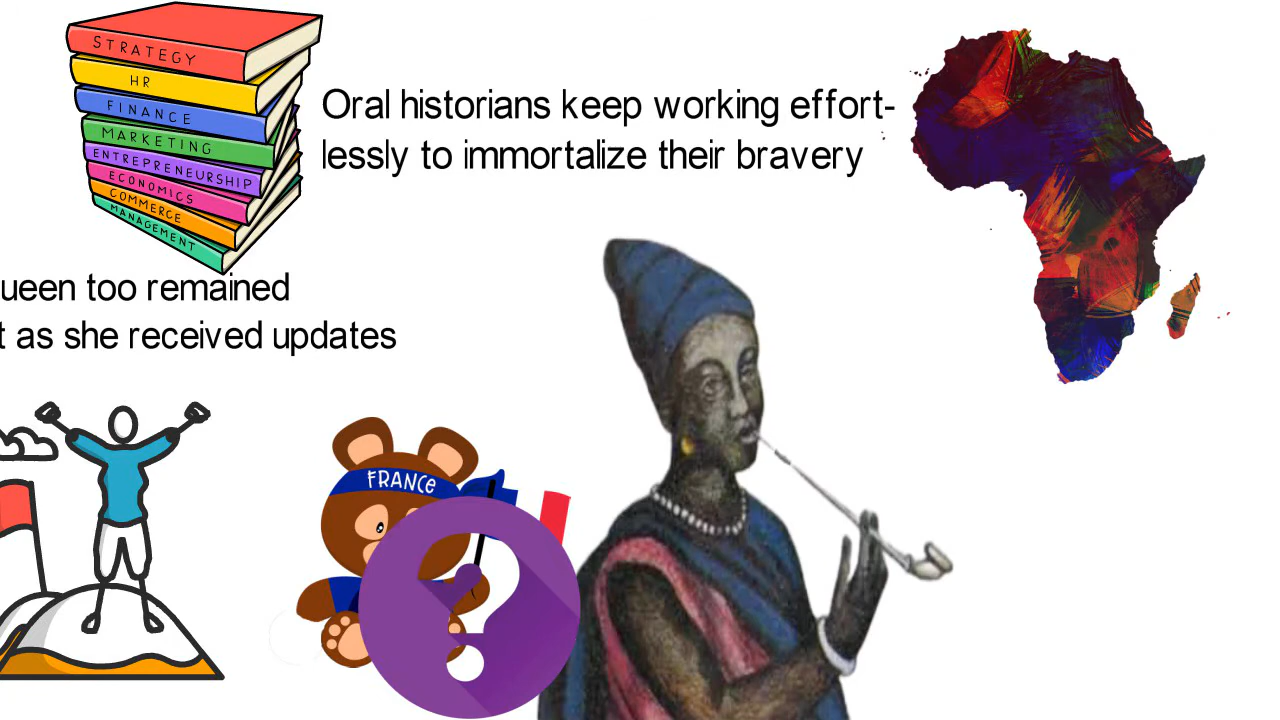 STRATEGY
HR
FINANCE
MARKETING
ENTREPRENEURSHIP
ECONOMICS
COMMERCE
MANAGEMENT
Oral historians keep working effort-
lessly to immortalize their bravery
ueen too remained
t as she received updates
FRANCE
?